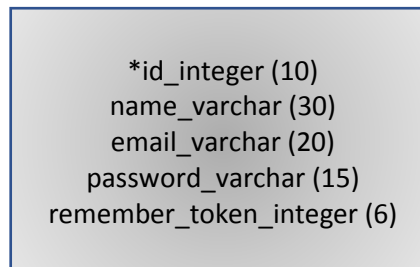 *id_integer (10)
name_varchar (30)
email_varchar (20)
password_varchar (15)
remember_token_integer (6)